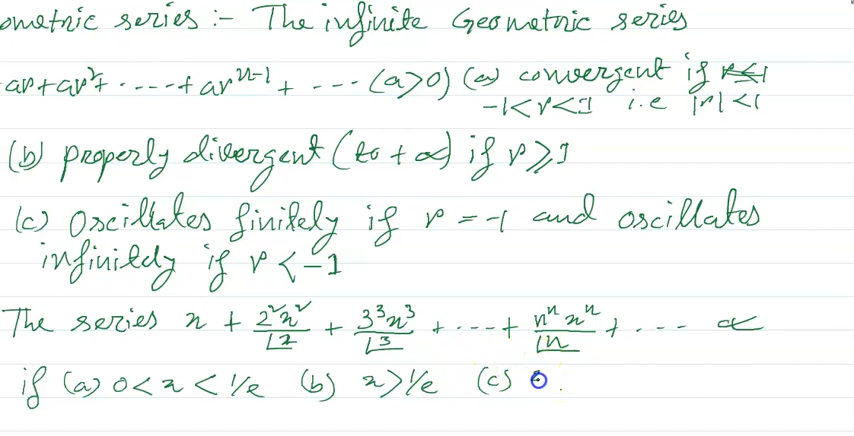 ometric series :- The infinite Geometric series
ar + ar² + ..... + ar^(n-1) + --- (a>0) (a) convergent if r<1
-1<r<1 i.e |r|<1
(b) properly divergent (to +∝) if r⩾1
(c) Oscillates finitely if r = -1 and oscillates
infinitely if r < -1
The series x + 2²x²/⌊2 + 3³x³/⌊3 + ..... + nⁿxⁿ/⌊n + .... ∝
if (a) 0<x<1/e (b) x>1/e (c)